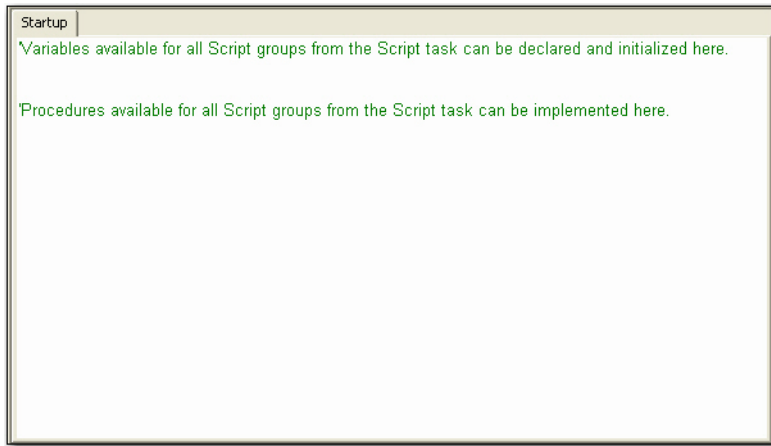 Startup
'Variables available for all Script groups from the Script task can be declared and initialized here.
'Procedures available for all Script groups from the Script task can be implemented here.